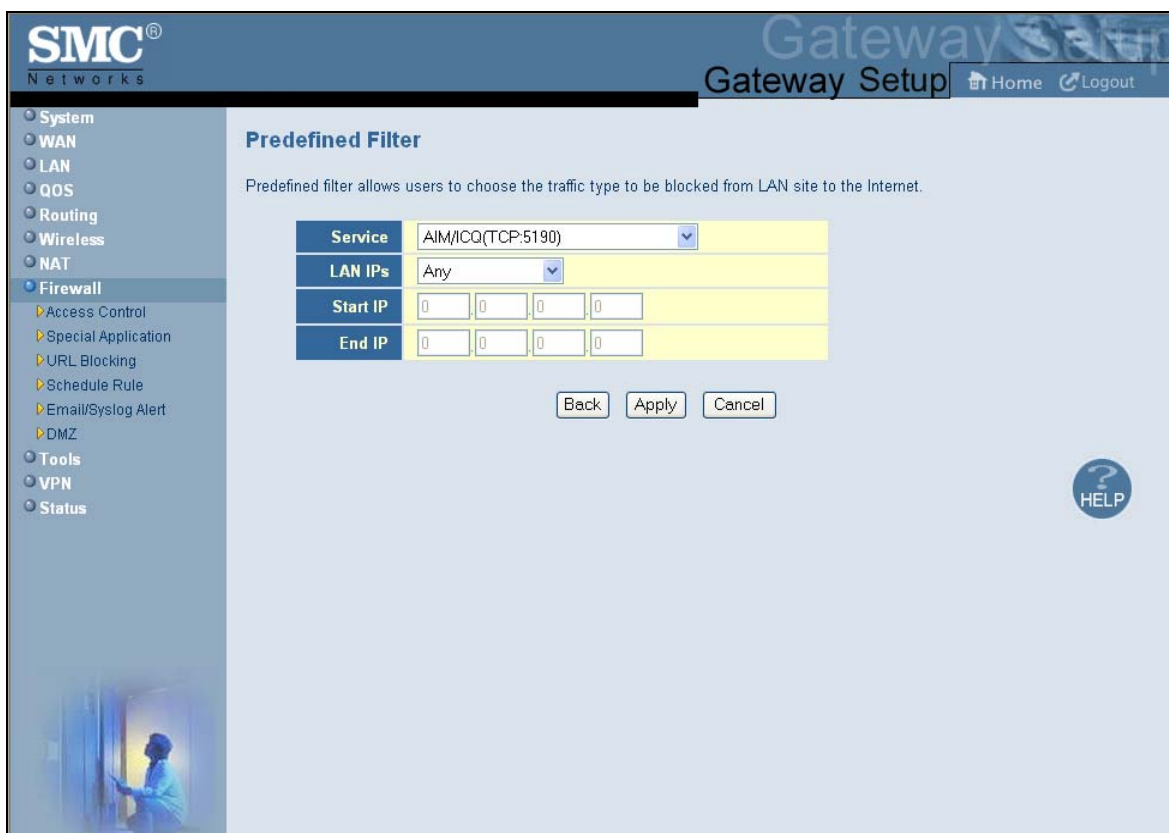 SMC®
Networks
Gateway Setup
Gateway Setup
Home Logout
System
WAN
LAN
QOS
Routing
Wireless
NAT
Firewall
Access Control
Special Application
URL Blocking
Schedule Rule
Email/Syslog Alert
DMZ
Tools
VPN
Status
Predefined Filter
Predefined filter allows users to choose the traffic type to be blocked from LAN site to the Internet.
Service AIM/ICQ(TCP:5190)
LAN IPs Any
Start IP 0 . 0 . 0 . 0
End IP 0 . 0 . 0 . 0
Back Apply Cancel
?
HELP